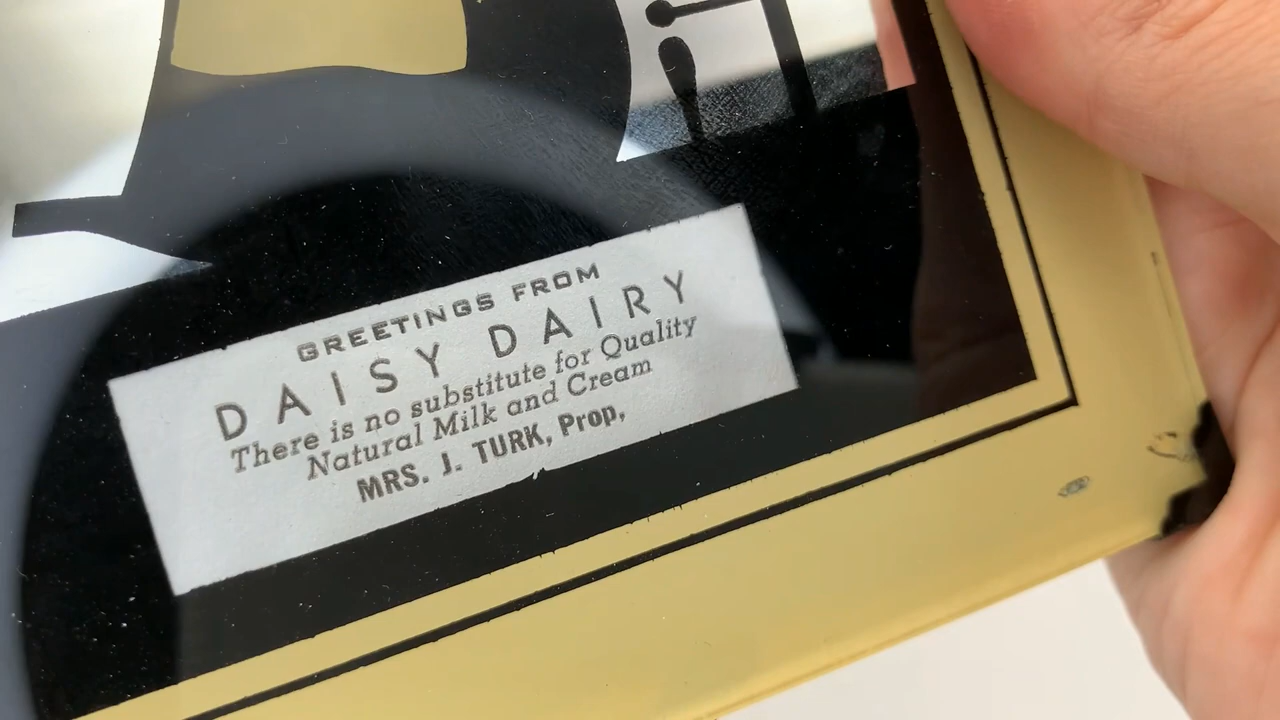 GREETINGS FROM
DAISY DAIRY
There is no substitute for Quality
Natural Milk and Cream
MRS. J. TURK, Prop,